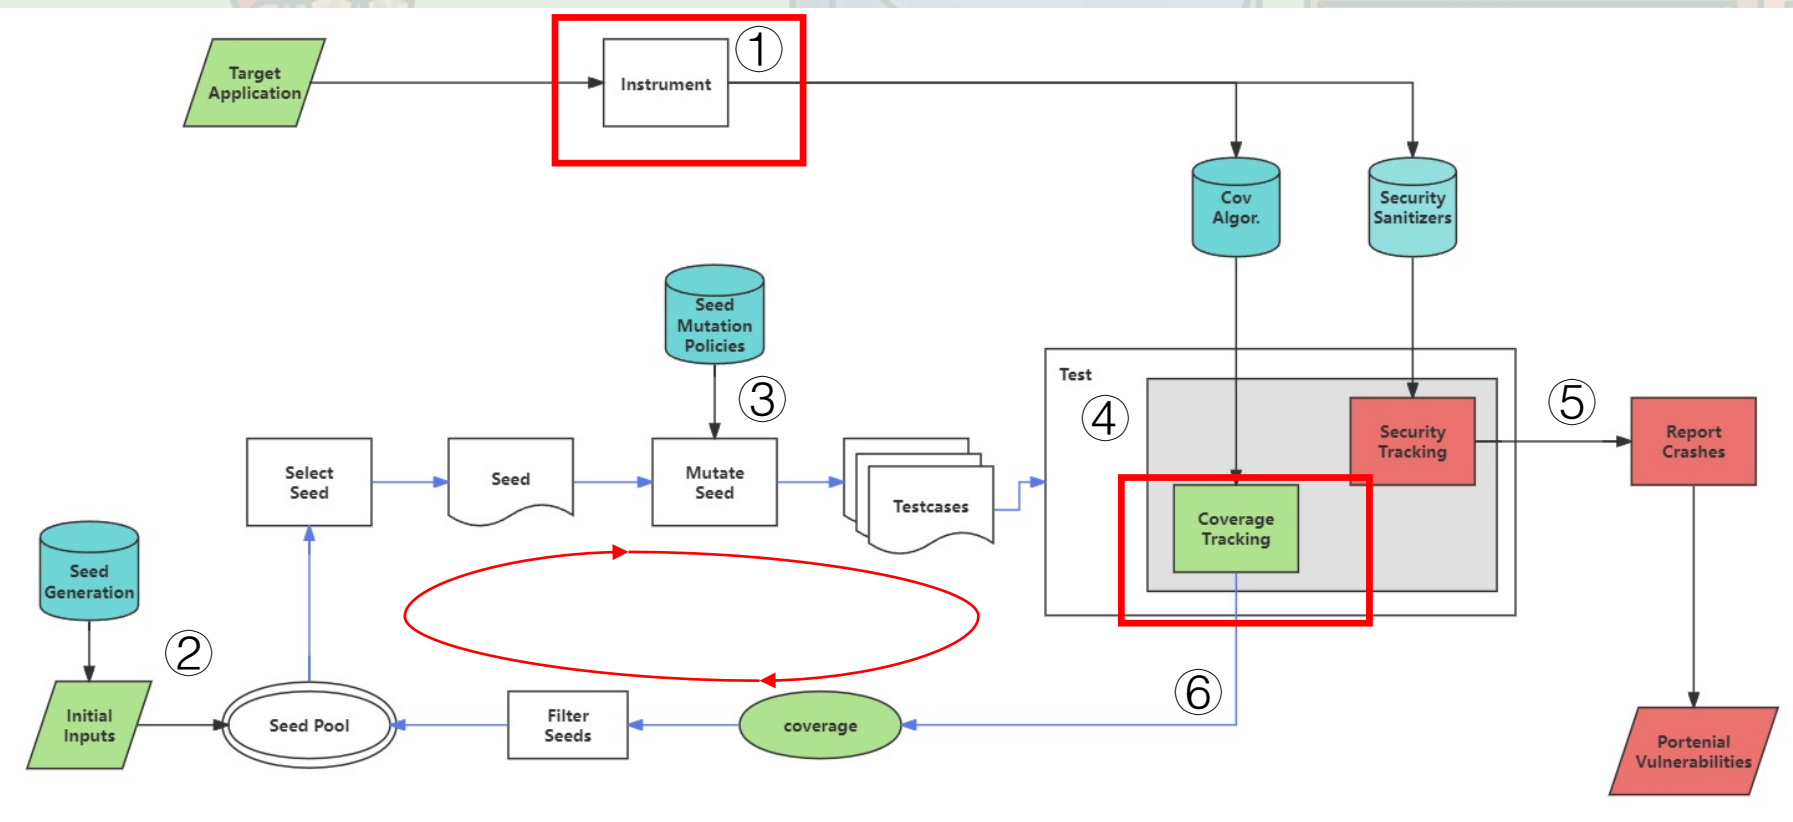 Target
Application
Instrument
①
Cov
Algor.
Security
Sanitizers
Seed
Mutation
Policies
③
Test
④
Security
Tracking
⑤
Report
Crashes
Select
Seed
Seed
Mutate
Seed
Testcases
Coverage
Tracking
Seed
Generation
②
Initial
Inputs
Seed Pool
Filter
Seeds
coverage
⑥
Portenial
Vulnerabilities